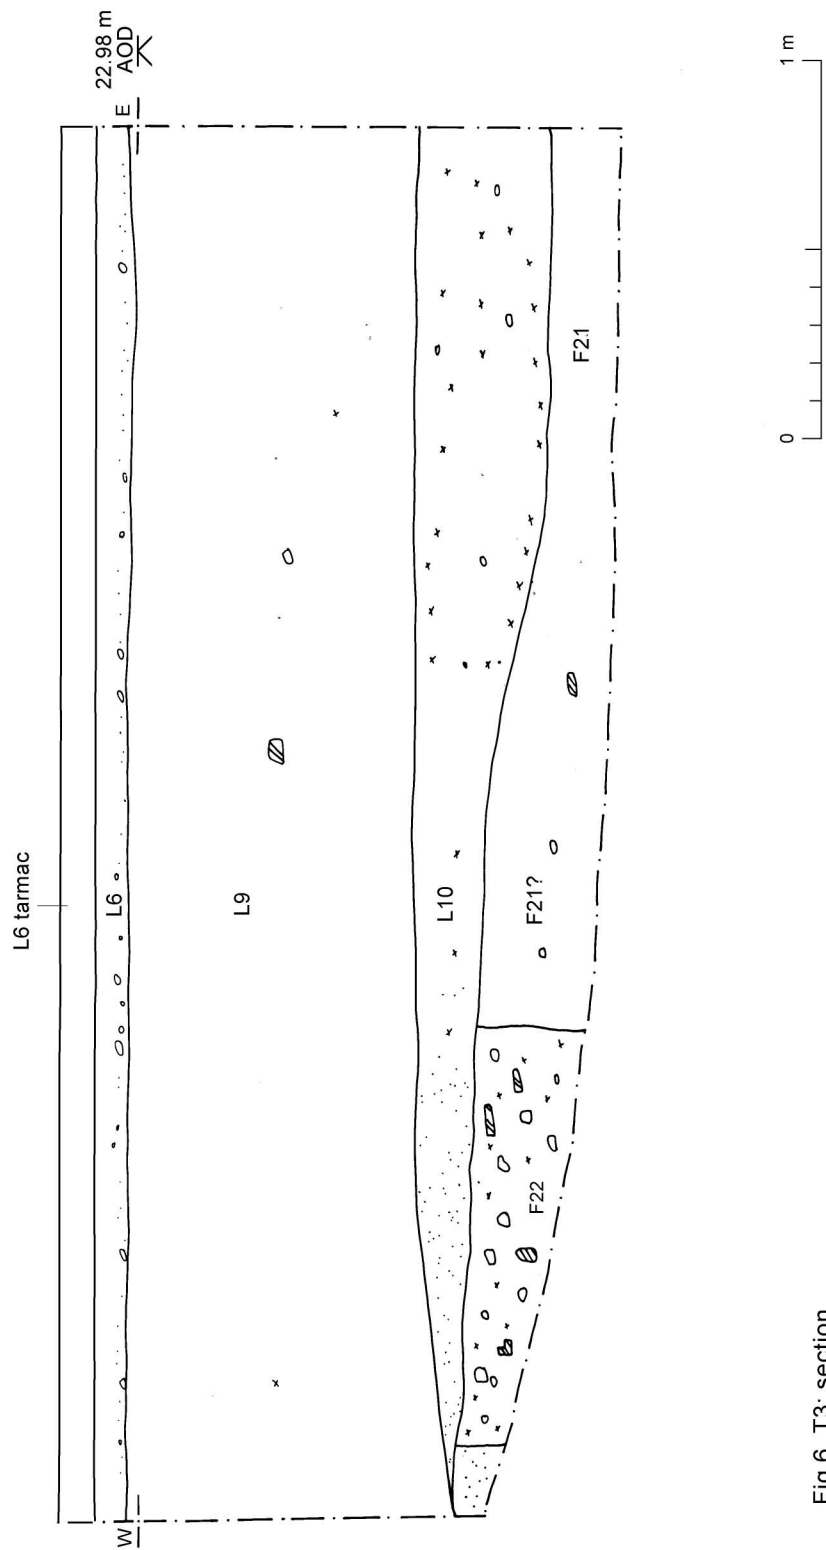 L6 tarmac
W
E
22.98 m
AOD
L6
L9
L10
F21?
F21
F22
0
1 m
Fig 6 T3: section